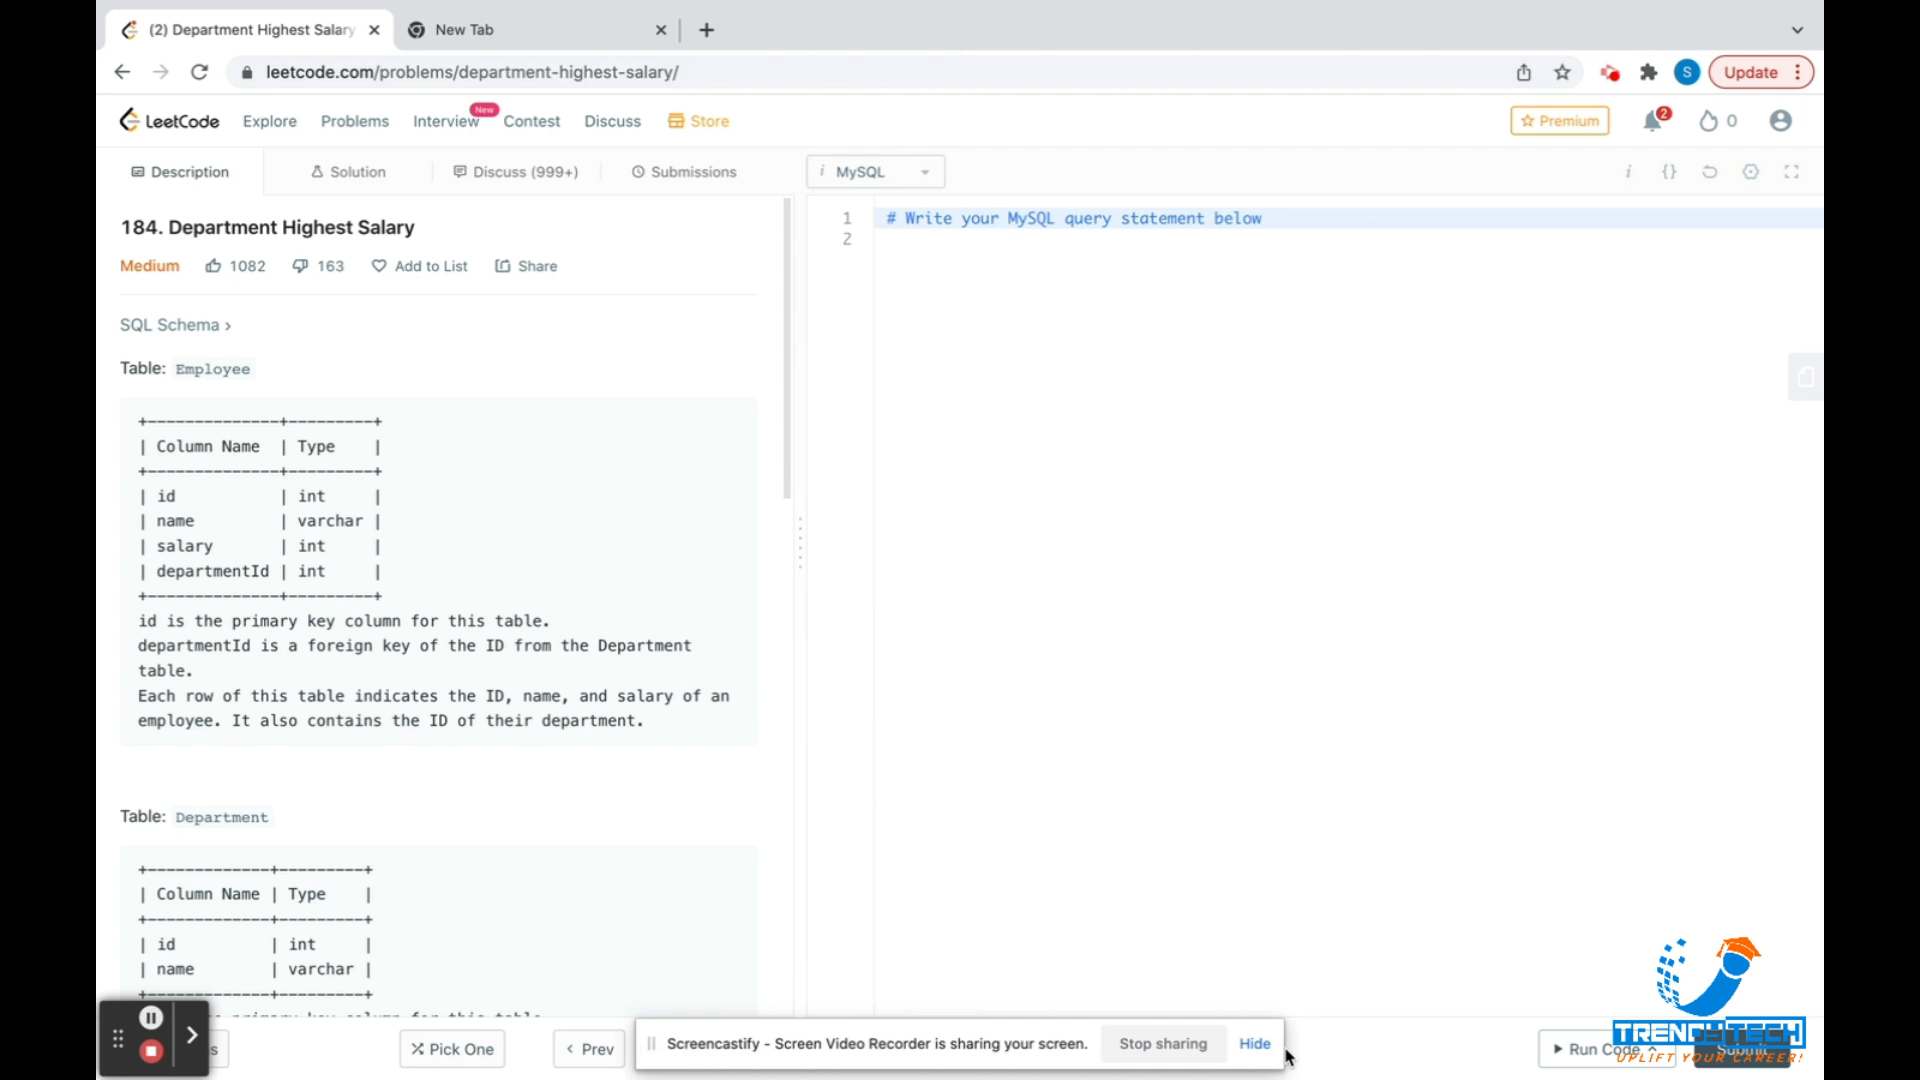 (2) Department Highest Salary
New Tab
leetcode.com/problems/department-highest-salary/
S
Update
LeetCode
Explore
Problems
Interview
New
Contest
Discuss
Store
Premium
2
0
Description
Solution
Discuss (999+)
Submissions
i MySQL
i {}
184. Department Highest Salary
Medium
1082
163
Add to List
Share
SQL Schema ›
Table: Employee
+--------------+---------+
| Column Name  | Type    |
+--------------+---------+
| id           | int     |
| name         | varchar |
| salary       | int     |
| departmentId | int     |
+--------------+---------+
id is the primary key column for this table.
departmentId is a foreign key of the ID from the Department
table.
Each row of this table indicates the ID, name, and salary of an
employee. It also contains the ID of their department.
Table: Department
+-------------+---------+
| Column Name | Type    |
+-------------+---------+
| id          | int     |
| name        | varchar |
+-------------+---------+
1 # Write your MySQL query statement below
2
Pick One
‹ Prev
Screencastify - Screen Video Recorder is sharing your screen.
Stop sharing
Hide
Run Code
Submit
TRENDYTECH
UPLIFT YOUR CAREER!